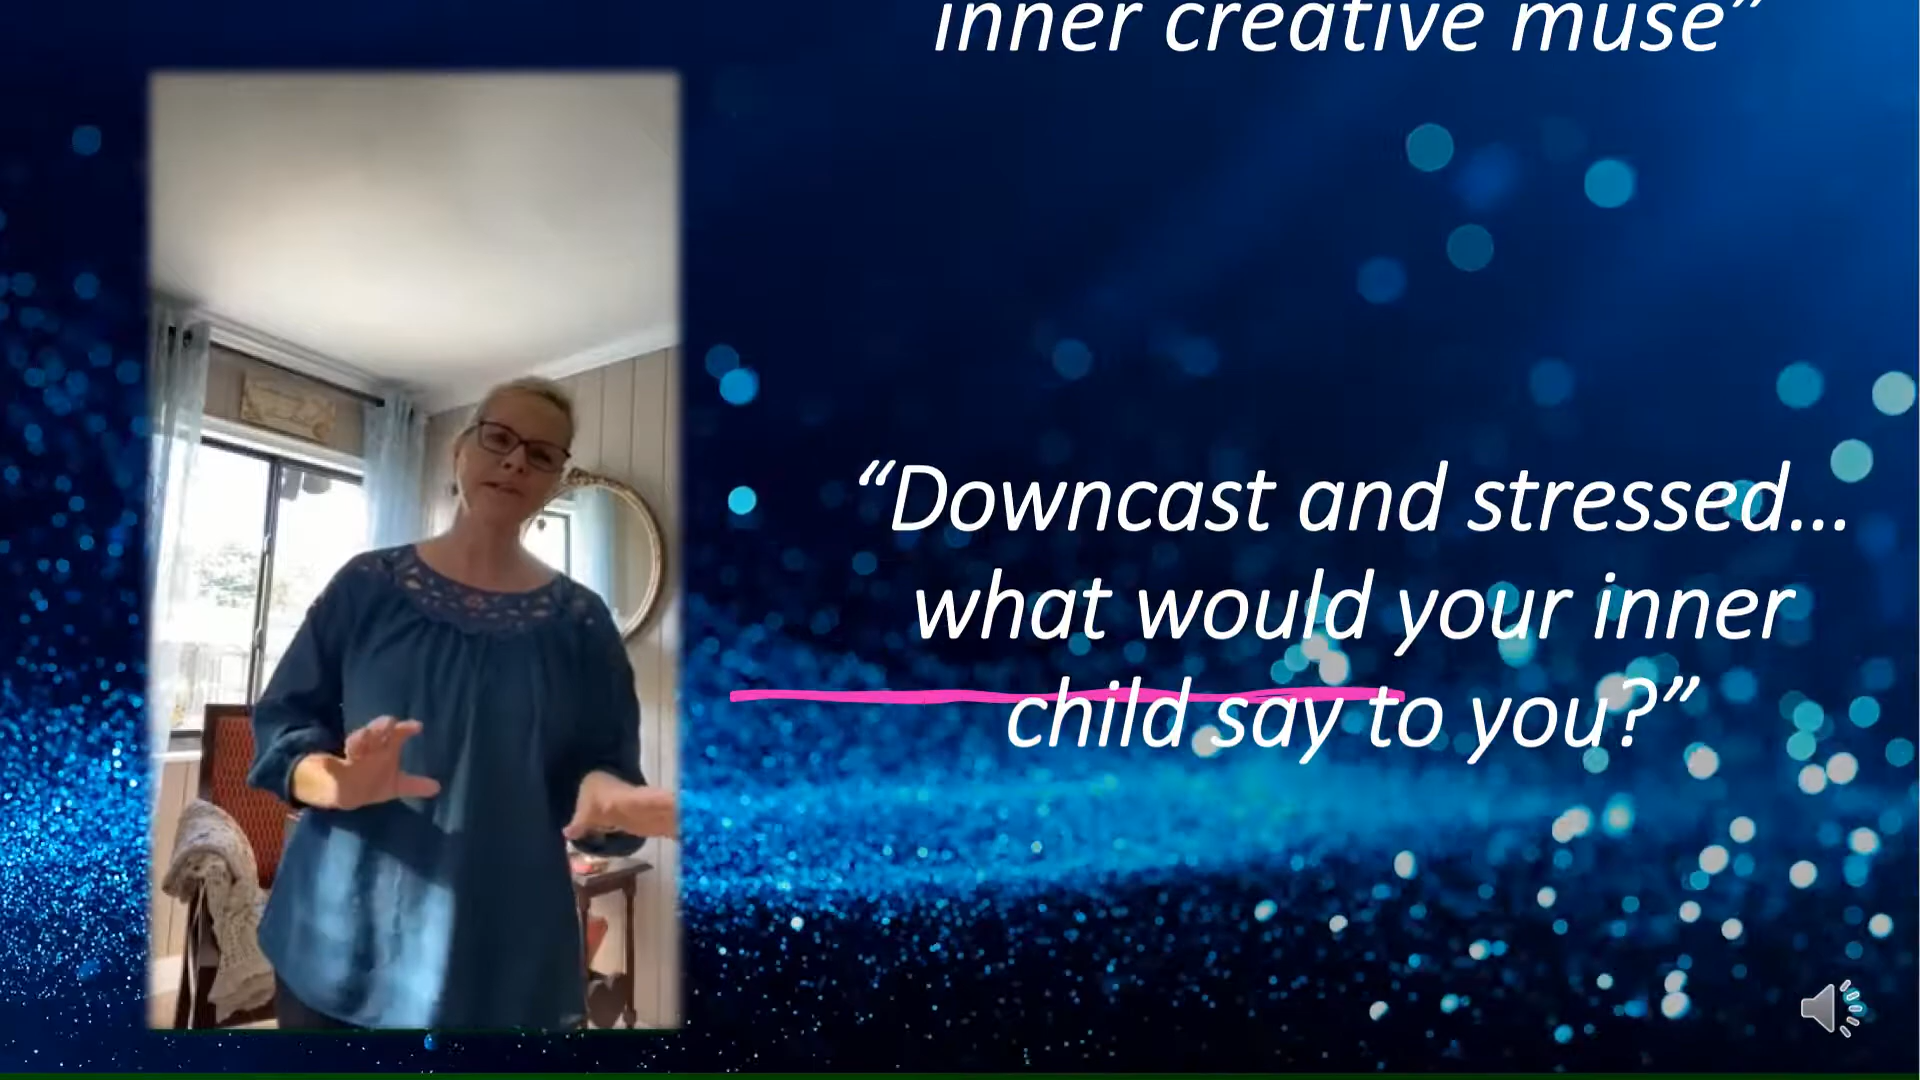 inner creative muse”
“Downcast and stressed...
what would your inner
child say to you?”